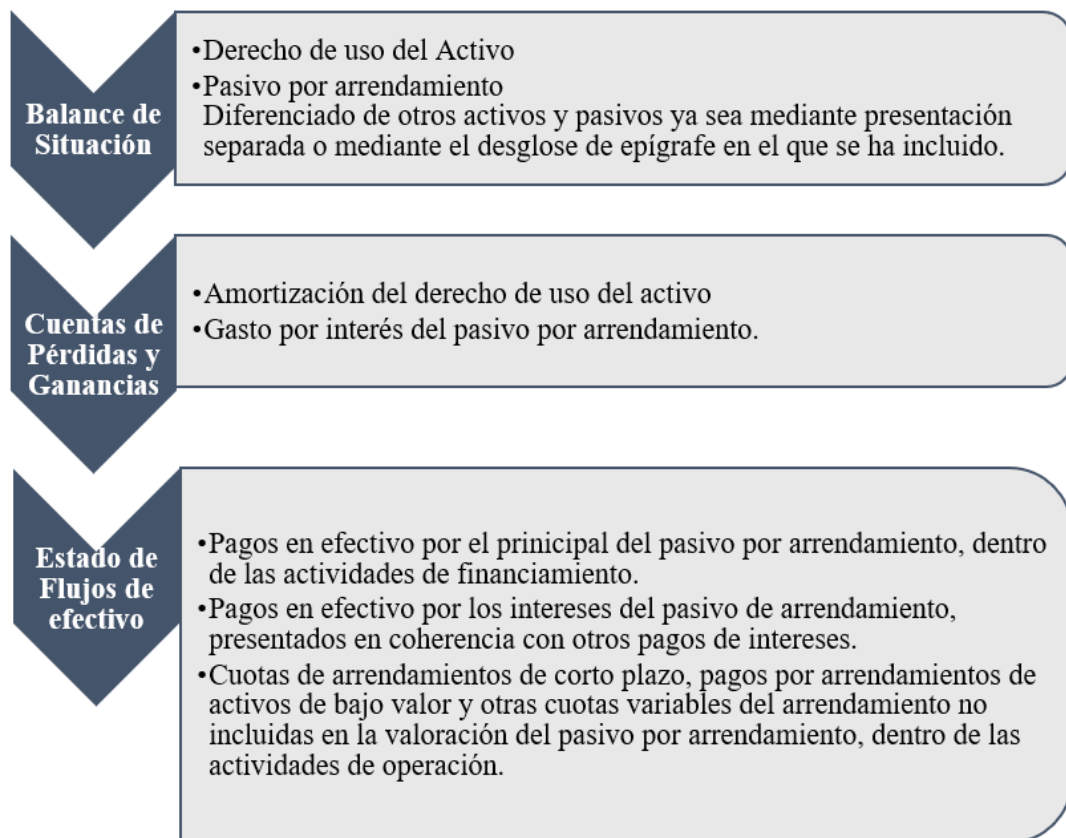 Balance de
Situación
•Derecho de uso del Activo
•Pasivo por arrendamiento
Diferenciado de otros activos y pasivos ya sea mediante presentación
separada o mediante el desglose de epígrafe en el que se ha incluido.
Cuentas de
Pérdidas y
Ganancias
•Amortización del derecho de uso del activo
•Gasto por interés del pasivo por arrendamiento.
Estado de
Flujos de
efectivo
•Pagos en efectivo por el prinicipal del pasivo por arrendamiento, dentro
de las actividades de financiamiento.
•Pagos en efectivo por los intereses del pasivo de arrendamiento,
presentados en coherencia con otros pagos de intereses.
•Cuotas de arrendamientos de corto plazo, pagos por arrendamientos de
activos de bajo valor y otras cuotas variables del arrendamiento no
incluidas en la valoración del pasivo por arrendamiento, dentro de las
actividades de operación.